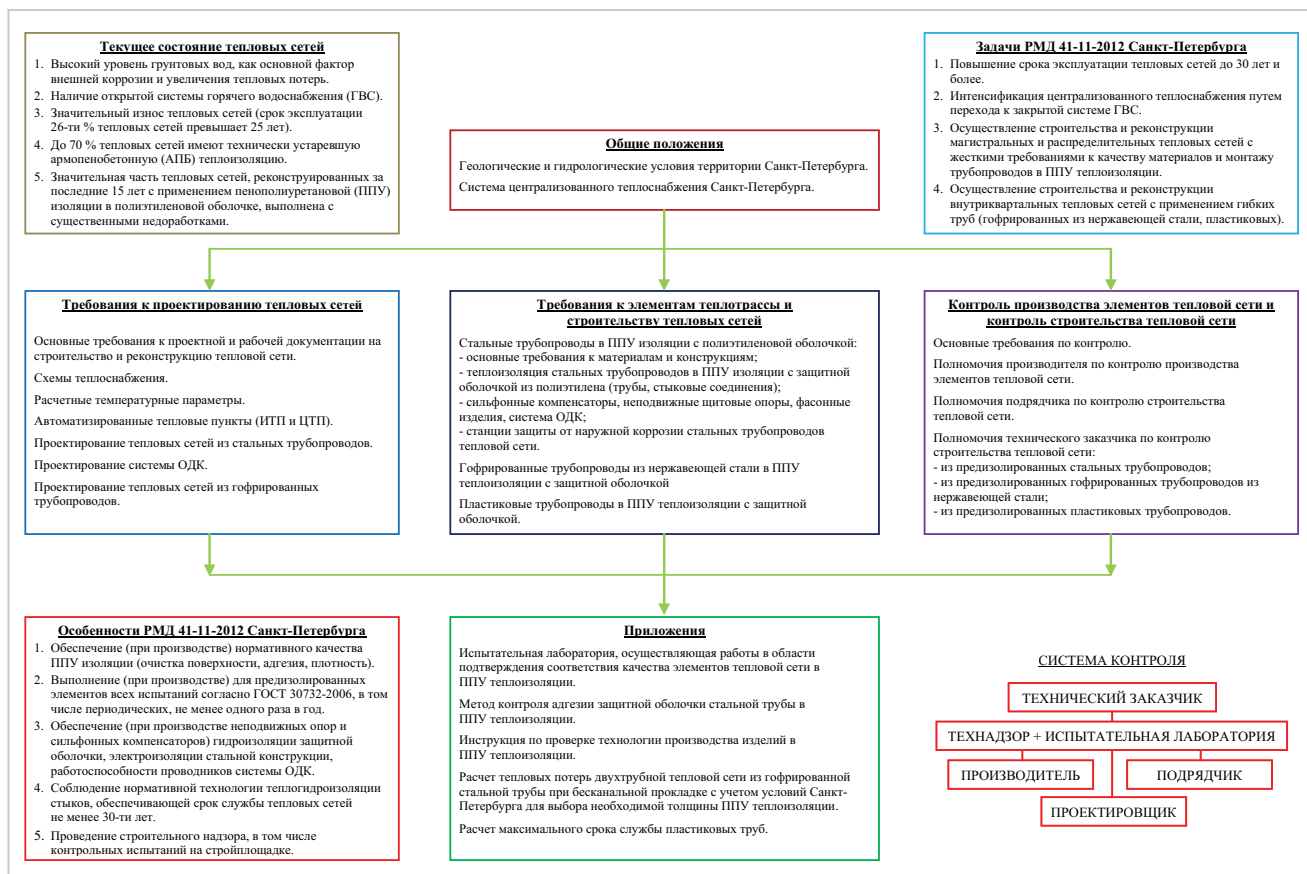 Текущее состояние тепловых сетей
1. Высокий уровень грунтовых вод, как основной фактор
внешней коррозии и увеличения тепловых потерь.
2. Наличие открытой системы горячего водоснабжения (ГВС).
3. Значительный износ тепловых сетей (срок эксплуатации
26-ти % тепловых сетей превышает 25 лет).
4. До 70 % тепловых сетей имеют технически устаревшую
армопенобетонную (АПБ) теплоизоляцию.
5. Значительная часть тепловых сетей, реконструированных за
последние 15 лет с применением пенополиуретановой (ППУ)
изоляции в полиэтиленовой оболочке, выполнена с
существенными недоработками.
Общие положения
Геологические и гидрологические условия территории Санкт-Петербурга.
Система централизованного теплоснабжения Санкт-Петербурга.
Задачи РМД 41-11-2012 Санкт-Петербурга
1. Повышение срока эксплуатации тепловых сетей до 30 лет и
более.
2. Интенсификация централизованного теплоснабжения путем
перехода к закрытой системе ГВС.
3. Осуществление строительства и реконструкции
магистральных и распределительных тепловых сетей с
жесткими требованиями к качеству материалов и монтажу
трубопроводов в ППУ теплоизоляции.
4. Осуществление строительства и реконструкции
внутриквартальных тепловых сетей с применением гибких
труб (гофрированных из нержавеющей стали, пластиковых).
Требования к проектированию тепловых сетей
Основные требования к проектной и рабочей документации на
строительство и реконструкцию тепловой сети.
Схемы теплоснабжения.
Расчетные температурные параметры.
Автоматизированные тепловые пункты (ИТП и ЦТП).
Проектирование тепловых сетей из стальных трубопроводов.
Проектирование системы ОДК.
Проектирование тепловых сетей из гофрированных
трубопроводов.
Требования к элементам теплотрассы и
строительству тепловых сетей
Стальные трубопроводы в ППУ изоляции с полиэтиленовой оболочкой:
- основные требования к материалам и конструкциям;
- теплоизоляция стальных трубопроводов в ППУ изоляции с защитной
оболочкой из полиэтилена (трубы, стыковые соединения);
- сильфонные компенсаторы, неподвижные щитовые опоры, фасонные
изделия, система ОДК;
- станции защиты от наружной коррозии стальных трубопроводов
тепловой сети.
Гофрированные трубопроводы из нержавеющей стали в ППУ
теплоизоляции с защитной оболочкой
Пластиковые трубопроводы в ППУ теплоизоляции с защитной
оболочкой.
Контроль производства элементов тепловой сети и
контроль строительства тепловой сети
Основные требования по контролю.
Полномочия производителя по контролю производства
элементов тепловой сети.
Полномочия подрядчика по контролю строительства
тепловой сети.
Полномочия технического заказчика по контролю
строительства тепловой сети:
- из предизолированных стальных трубопроводов;
- из предизолированных гофрированных трубопроводов из
нержавеющей стали;
- из предизолированных пластиковых трубопроводов.
Особенности РМД 41-11-2012 Санкт-Петербурга
1. Обеспечение (при производстве) нормативного качества
ППУ изоляции (очистка поверхности, адгезия, плотность).
2. Выполнение (при производстве) для предизолированных
элементов всех испытаний согласно ГОСТ 30732-2006, в том
числе периодических, не менее одного раза в год.
3. Обеспечение (при производстве неподвижных опор и
сильфонных компенсаторов) гидроизоляции защитной
оболочки, электроизоляции стальной конструкции,
работоспособности проводников системы ОДК.
4. Соблюдение нормативной технологии теплогидроизоляции
стыков, обеспечивающей срок службы тепловых сетей
не менее 30-ти лет.
5. Проведение строительного надзора, в том числе
контрольных испытаний на стройплощадке.
Приложения
Испытательная лаборатория, осуществляющая работы в области
подтверждения соответствия качества элементов тепловой сети в
ППУ теплоизоляции.
Метод контроля адгезии защитной оболочки стальной трубы в
ППУ теплоизоляции.
Инструкция по проверке технологии производства изделий в
ППУ теплоизоляции.
Расчет тепловых потерь двухтрубной тепловой сети из гофрированной
стальной трубы при бесканальной прокладке с учетом условий Санкт-
Петербурга для выбора необходимой толщины ППУ теплоизоляции.
Расчет максимального срока службы пластиковых труб.
СИСТЕМА КОНТРОЛЯ
ТЕХНИЧЕСКИЙ ЗАКАЗЧИК
ТЕХНАДЗОР + ИСПЫТАТЕЛЬНАЯ ЛАБОРАТОРИЯ
ПРОИЗВОДИТЕЛЬ
ПОДРЯДЧИК
ПРОЕКТИРОВЩИК